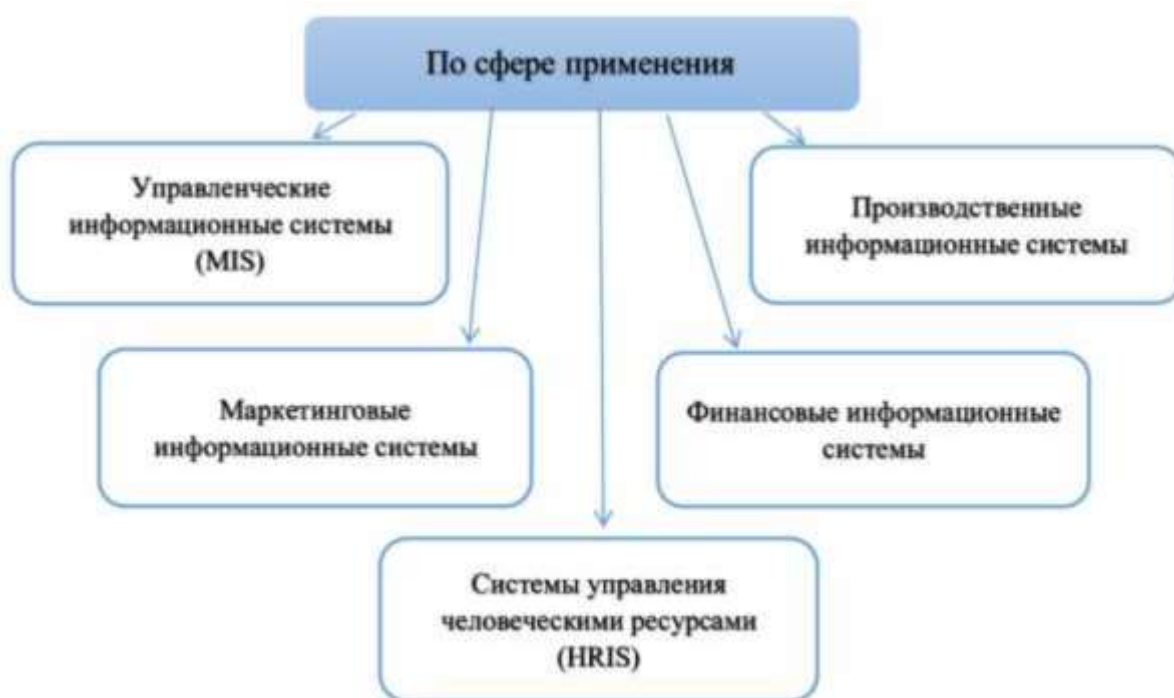 По сфере применения
Управленческие
информационные системы
(MIS)
Производственные
информационные системы
Маркетинговые
информационные системы
Финансовые информационные
системы
Системы управления
человеческими ресурсами
(HRIS)